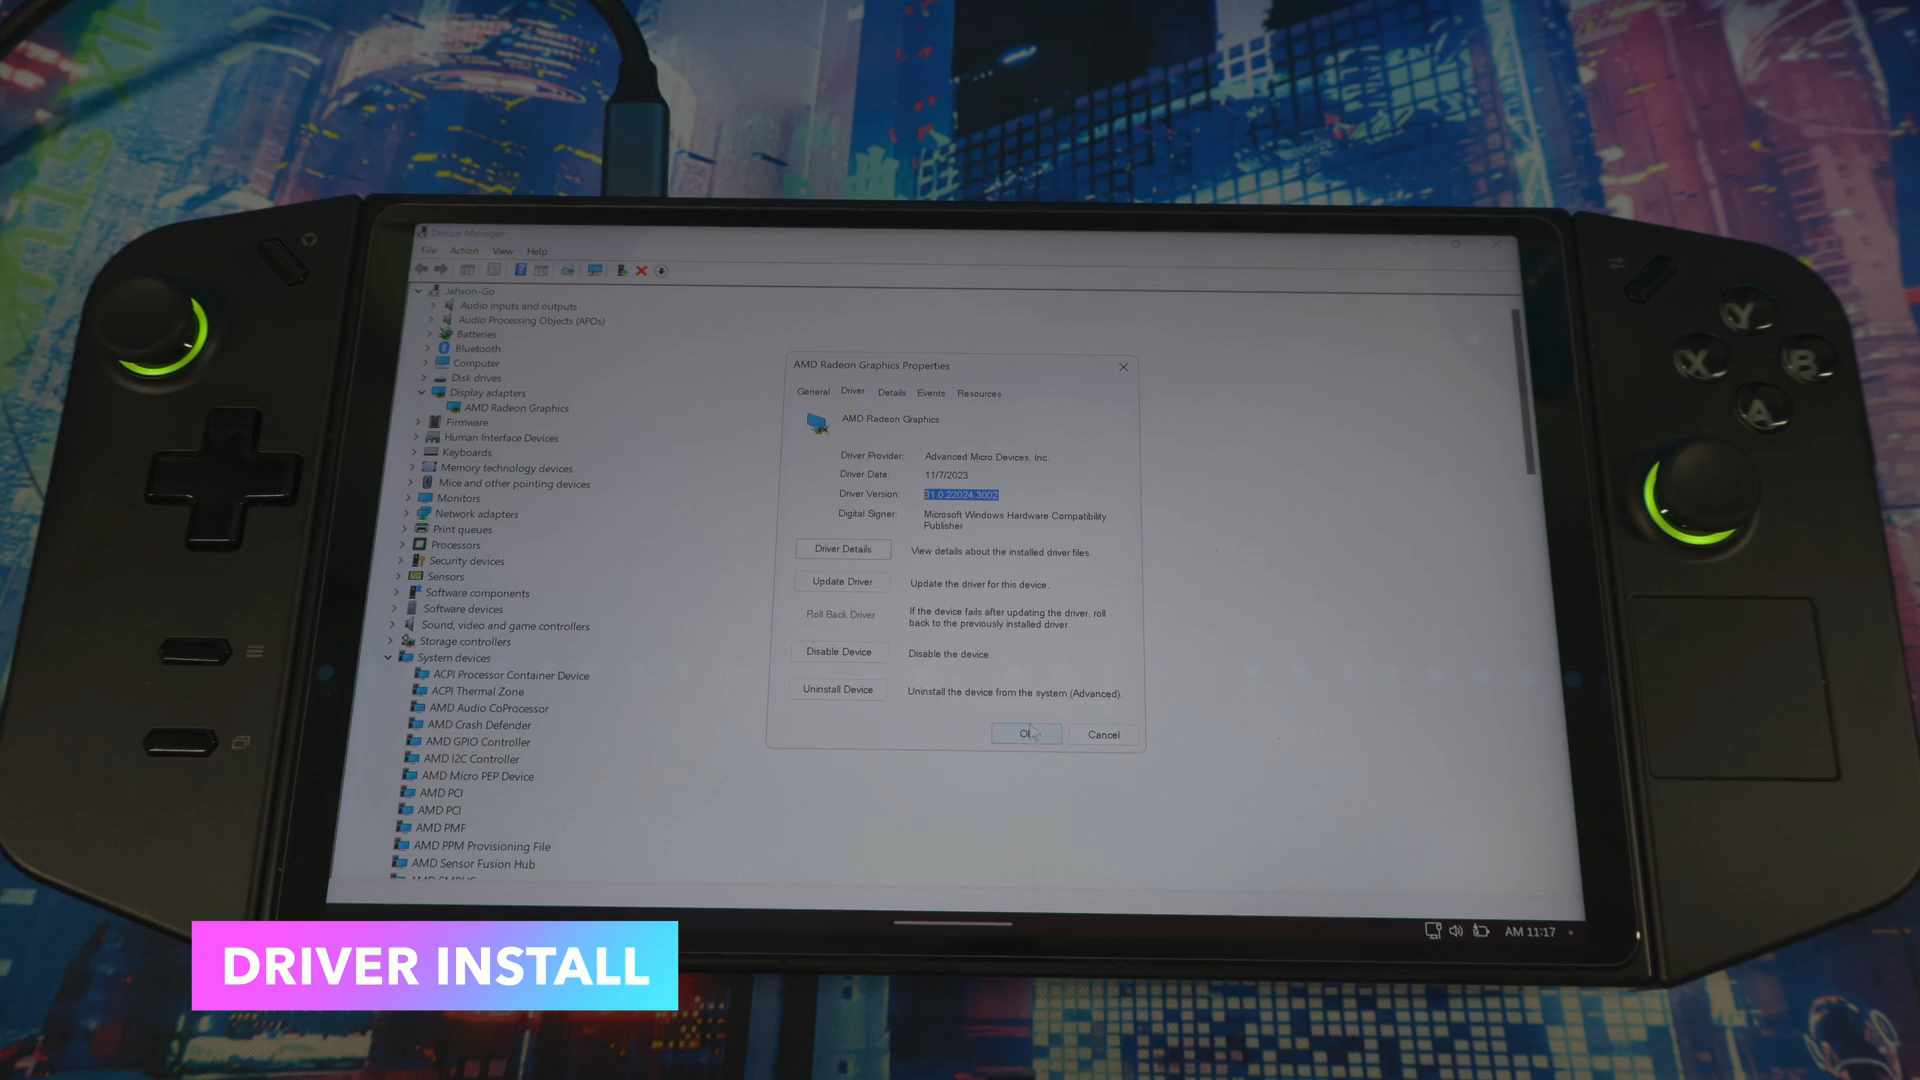 Device Manager
File Action View Help
Jahson-Go
Audio inputs and outputs
Audio Processing Objects (APOs)
Batteries
Bluetooth
Computer
Disk drives
Display adapters
AMD Radeon Graphics
Firmware
Human Interface Devices
Keyboards
Memory technology devices
Mice and other pointing devices
Monitors
Network adapters
Print queues
Processors
Security devices
Sensors
Software components
Software devices
Sound, video and game controllers
Storage controllers
System devices
ACPI Processor Container Device
ACPI Thermal Zone
AMD Audio CoProcessor
AMD Crash Defender
AMD GPIO Controller
AMD I2C Controller
AMD Micro PEP Device
AMD PCI
AMD PCI
AMD PMF
AMD PPM Provisioning File
AMD Sensor Fusion Hub
AMD Radeon Graphics Properties
General Driver Details Events Resources
AMD Radeon Graphics
Driver Provider: Advanced Micro Devices, Inc.
Driver Date: 11/7/2023
Driver Version: 31.0.22024.3002
Digital Signer: Microsoft Windows Hardware Compatibility
Publisher
Driver Details View details about the installed driver files.
Update Driver Update the driver for this device.
Roll Back Driver If the device fails after updating the driver, roll
back to the previously installed driver.
Disable Device Disable the device.
Uninstall Device Uninstall the device from the system (Advanced).
OK Cancel
AM 11:17
Y
X B
A
DRIVER INSTALL